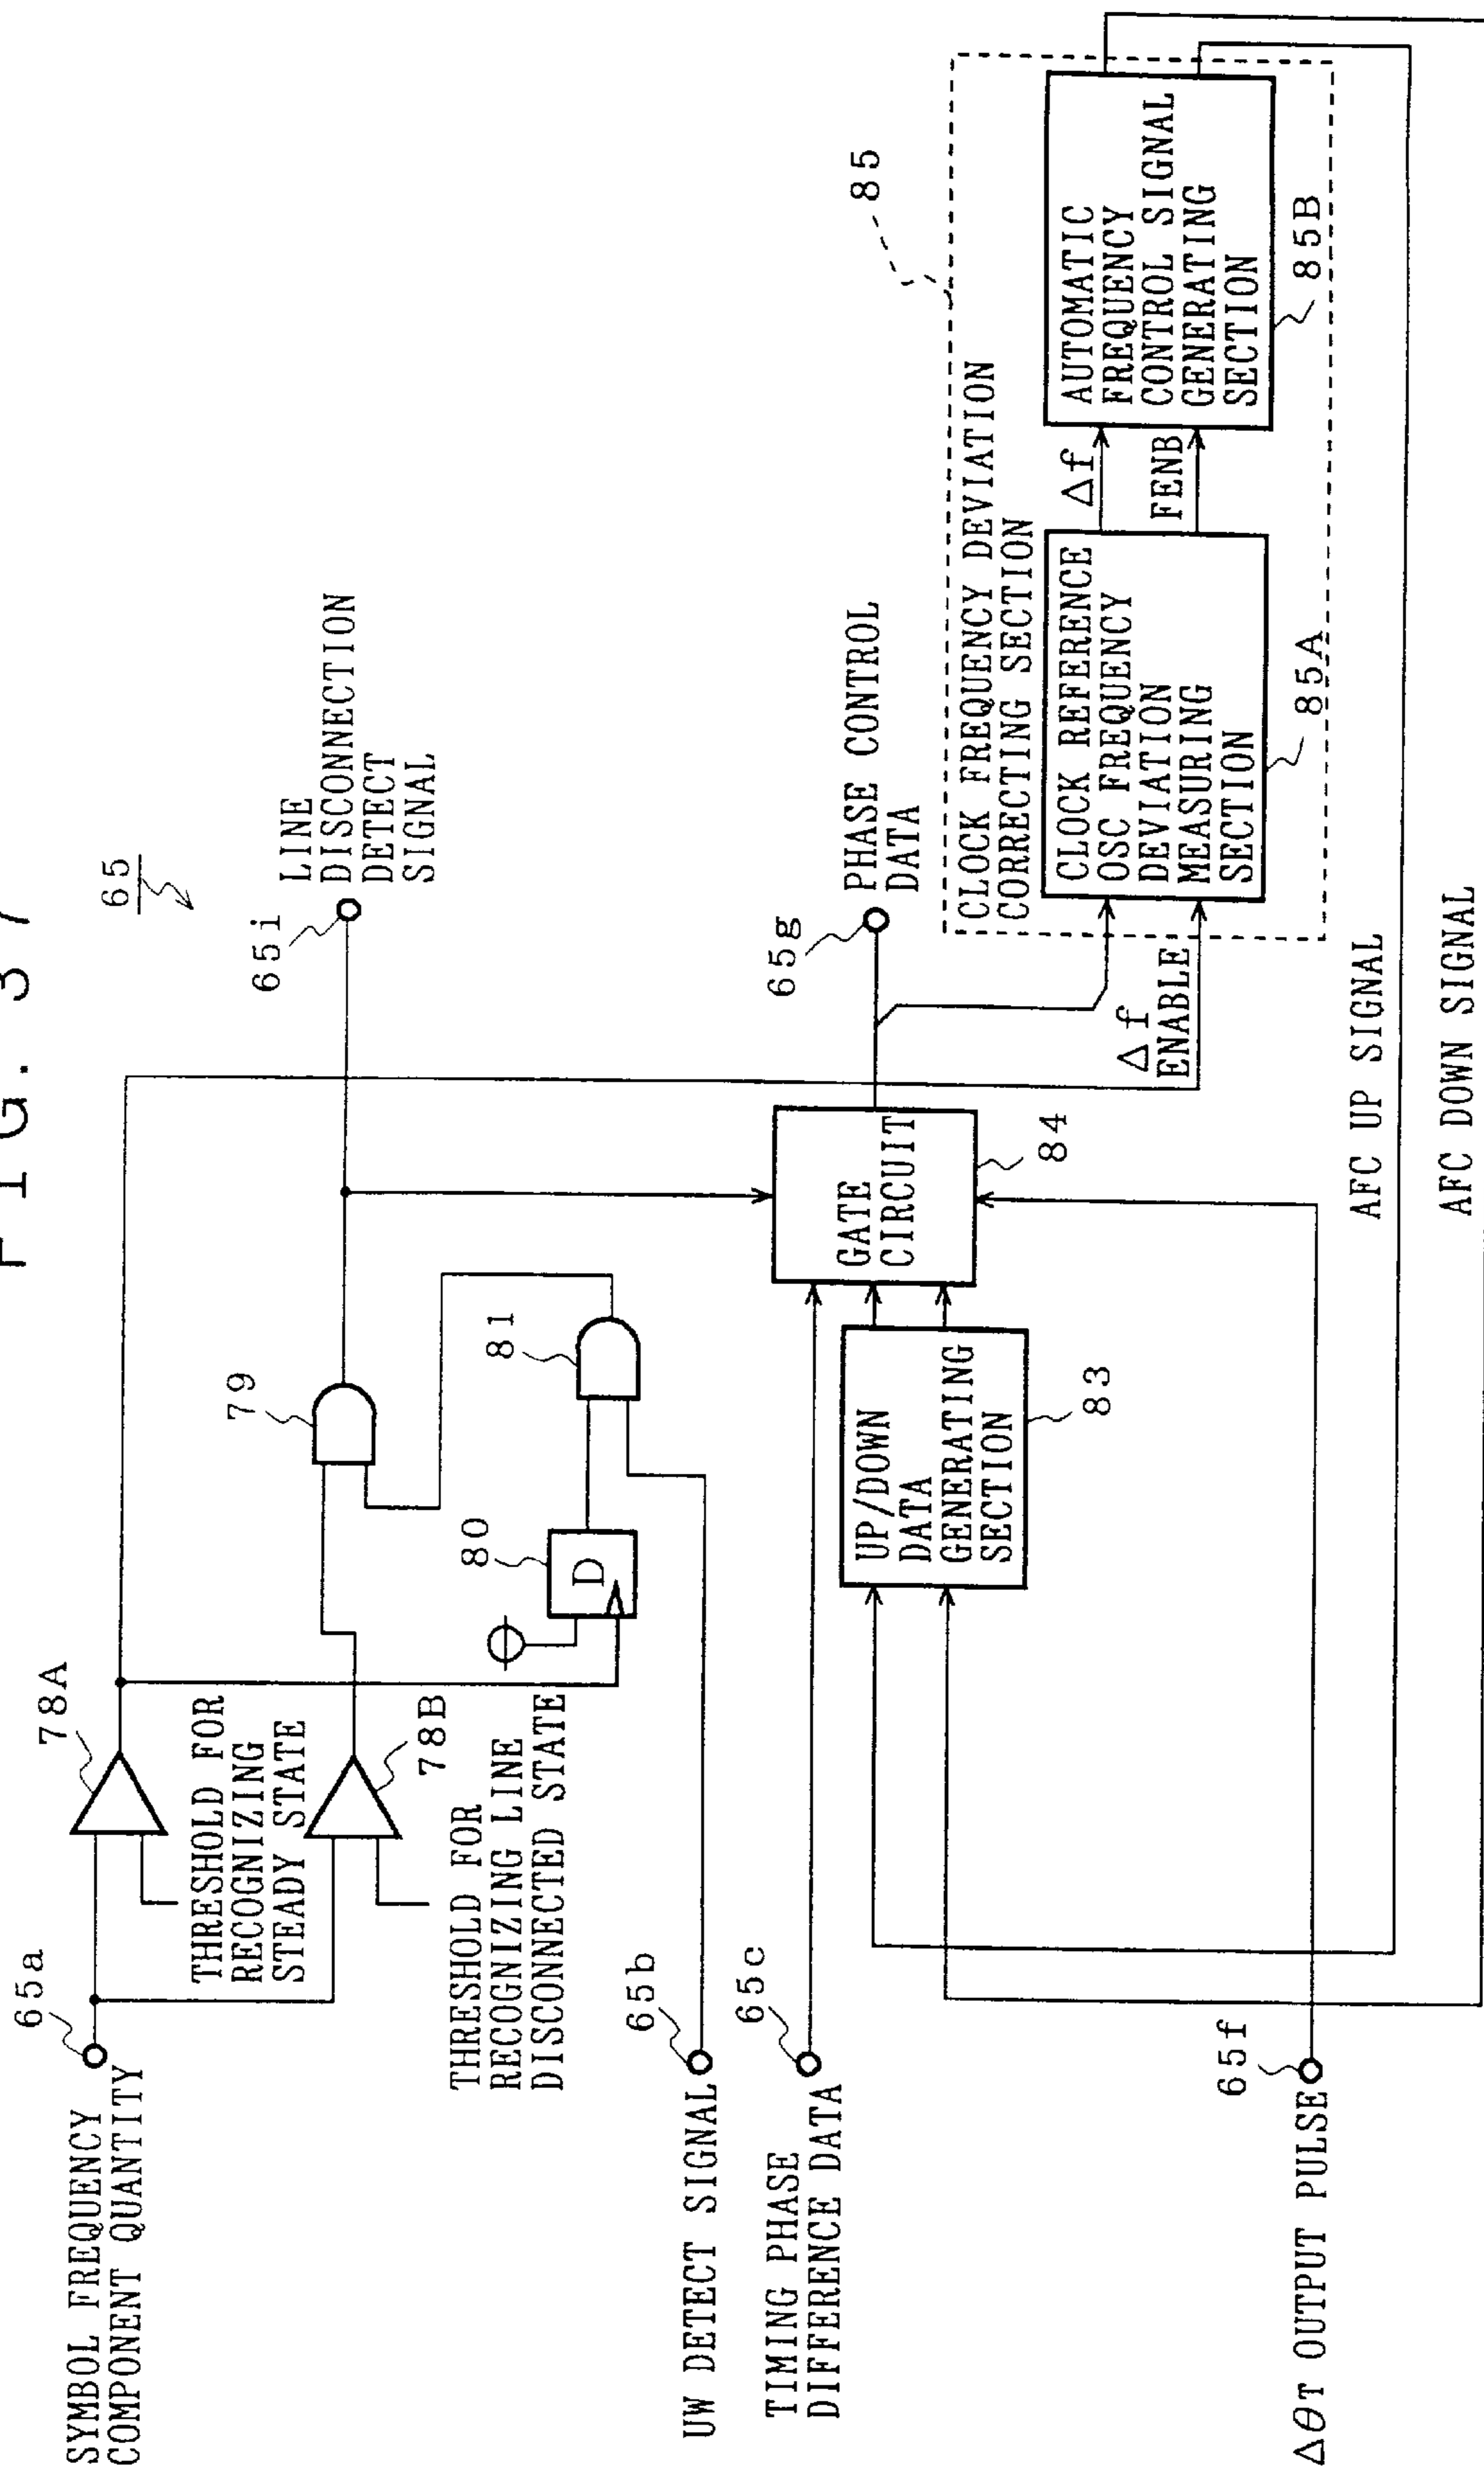 FIG. 37
65
SYMBOL FREQUENCY
COMPONENT QUANTITY
65a
78A
THRESHOLD FOR
RECOGNIZING
STEADY STATE
78B
THRESHOLD FOR
RECOGNIZING LINE
DISCONNECTED STATE
79
80
D
81
65i
LINE
DISCONNECTION
DETECT
SIGNAL
UW DETECT SIGNAL
65b
TIMING PHASE
DIFFERENCE DATA
65c
UP/DOWN
DATA
GENERATING
SECTION
83
GATE
CIRCUIT
84
65g
PHASE CONTROL
DATA
Δf
ENABLE
85
CLOCK FREQUENCY DEVIATION
CORRECTING SECTION
CLOCK REFERENCE
OSC FREQUENCY
DEVIATION
MEASURING
SECTION
85A
Δf
FENB
AUTOMATIC
FREQUENCY
CONTROL SIGNAL
GENERATING
SECTION
85B
ΔθT OUTPUT PULSE
65f
AFC UP SIGNAL
AFC DOWN SIGNAL